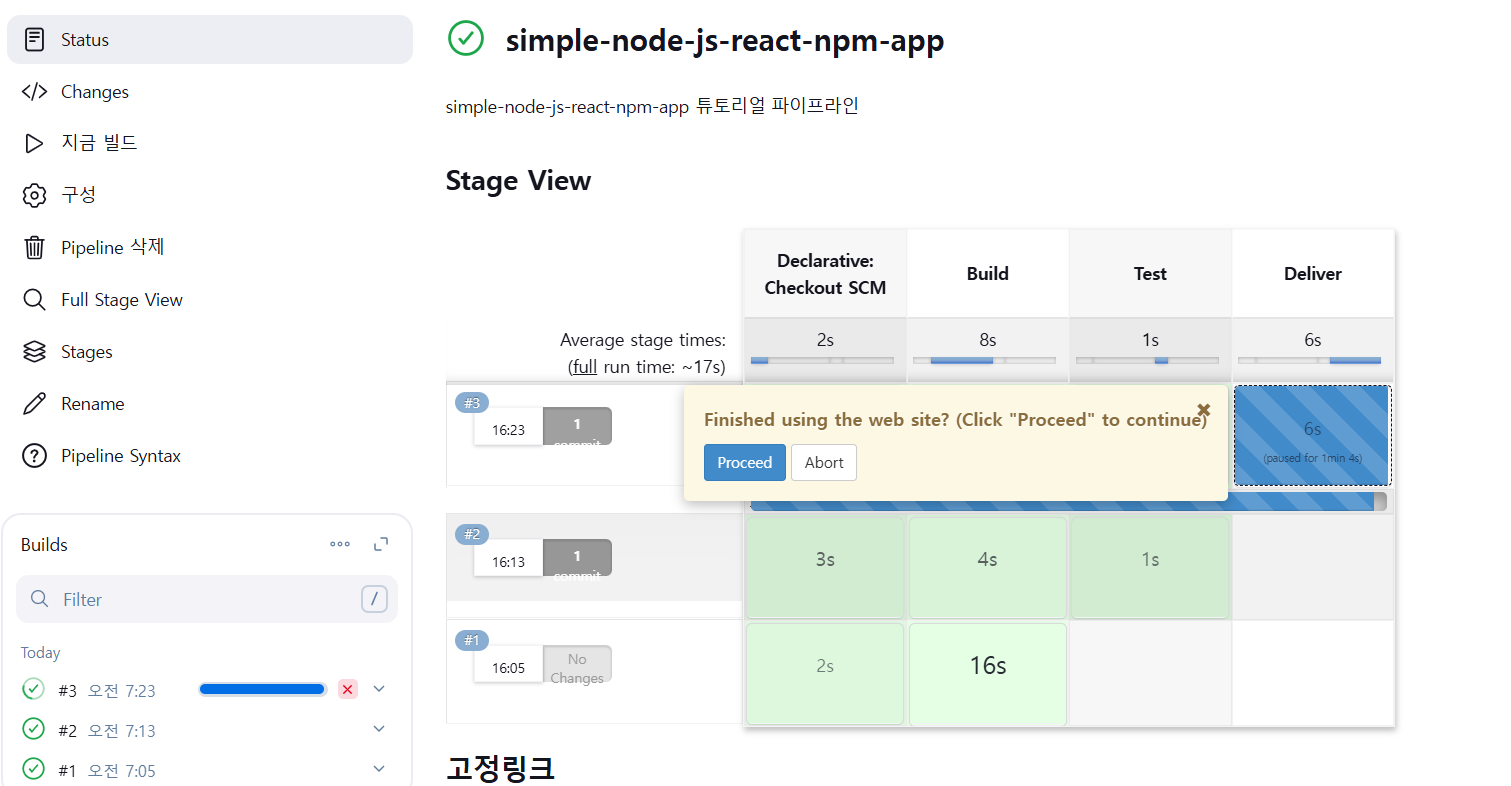 Status
Changes
지금 빌드
구성
Pipeline 삭제
Full Stage View
Stages
Rename
Pipeline Syntax
Builds
Filter
/
Today
#3 오전 7:23
#2 오전 7:13
#1 오전 7:05
simple-node-js-react-npm-app
simple-node-js-react-npm-app 튜토리얼 파이프라인
Stage View
Declarative:
Checkout SCM
Build
Test
Deliver
Average stage times:
(full run time: ~17s)
2s
8s
1s
6s
#3
16:23
1
commit
Finished using the web site? (Click "Proceed" to continue)
Proceed
Abort
6s
(paused for 1min 4s)
#2
16:13
1
commit
3s
4s
1s
#1
16:05
No
Changes
2s
16s
고정링크